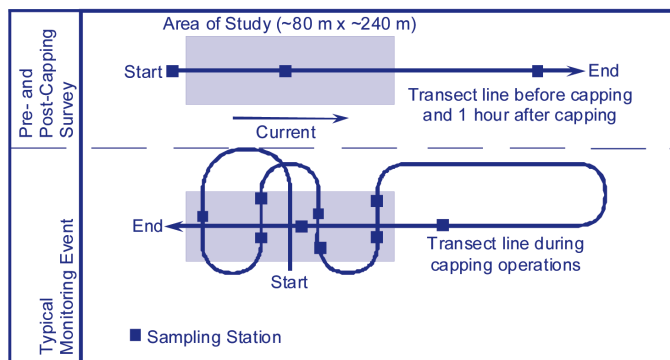 Area of Study (~80 m x ~240 m)
Pre- and
Post-Capping
Survey
Start
End
Transect line before capping
and 1 hour after capping
Current
Typical
Monitoring Event
End
Start
Transect line during
capping operations
Sampling Station